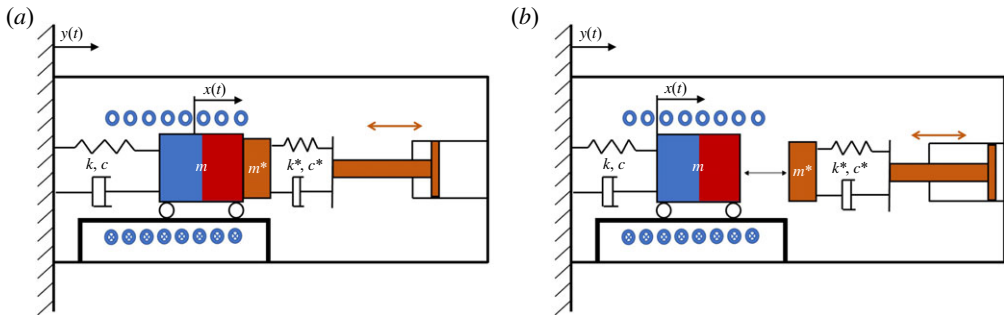 (a)
y(t)
x(t)
k, c
m
m*
k*, c*
(b)
y(t)
x(t)
k, c
m
m*
k*, c*